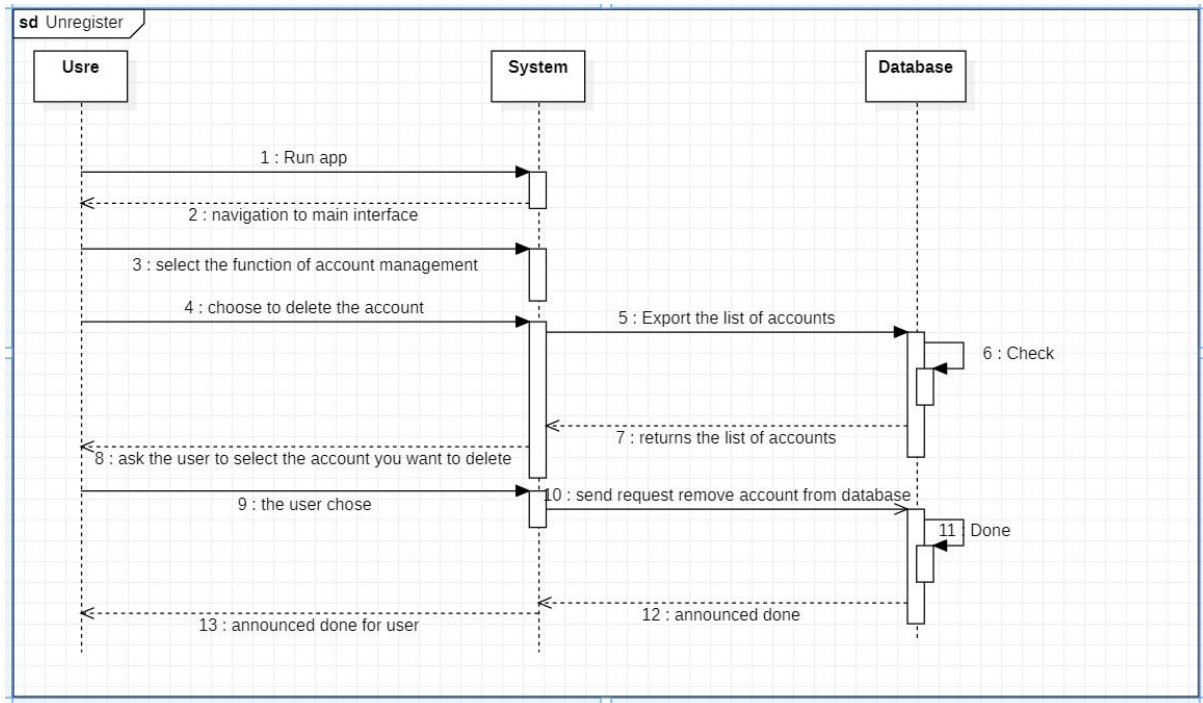 sd Unregister
Usre
System
Database
1 : Run app
2 : navigation to main interface
3 : select the function of account management
4 : choose to delete the account
5 : Export the list of accounts
6 : Check
7 : returns the list of accounts
8 : ask the user to select the account you want to delete
9 : the user chose
10 : send request remove account from database
11 : Done
12 : announced done
13 : announced done for user